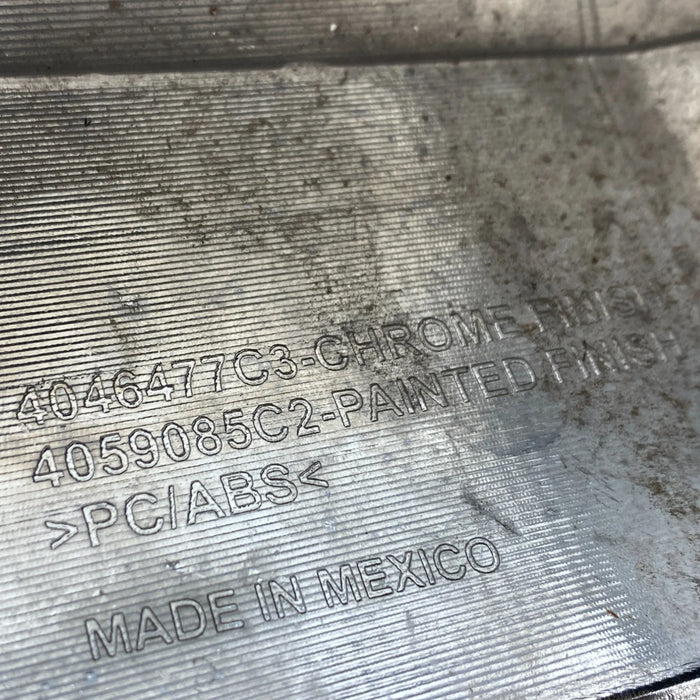 4046477C3-CHROME FINISH
4059085C2-PAINTED FINISH
>PC/ABS<
MADE IN MEXICO